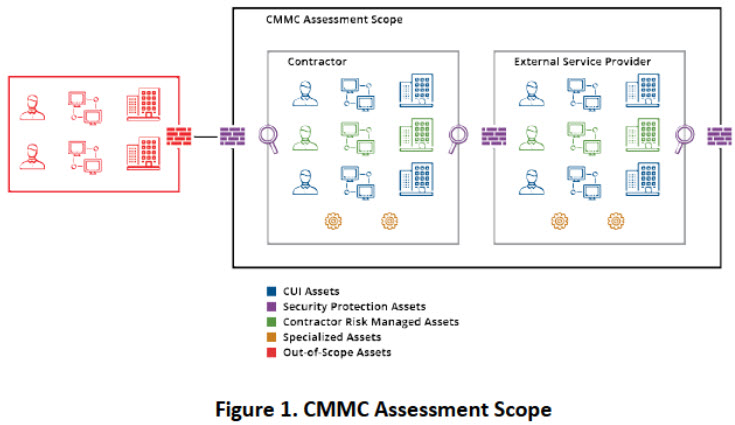 CMMC Assessment Scope
Contractor
External Service Provider
CUI Assets
Security Protection Assets
Contractor Risk Managed Assets
Specialized Assets
Out-of-Scope Assets
Figure 1. CMMC Assessment Scope